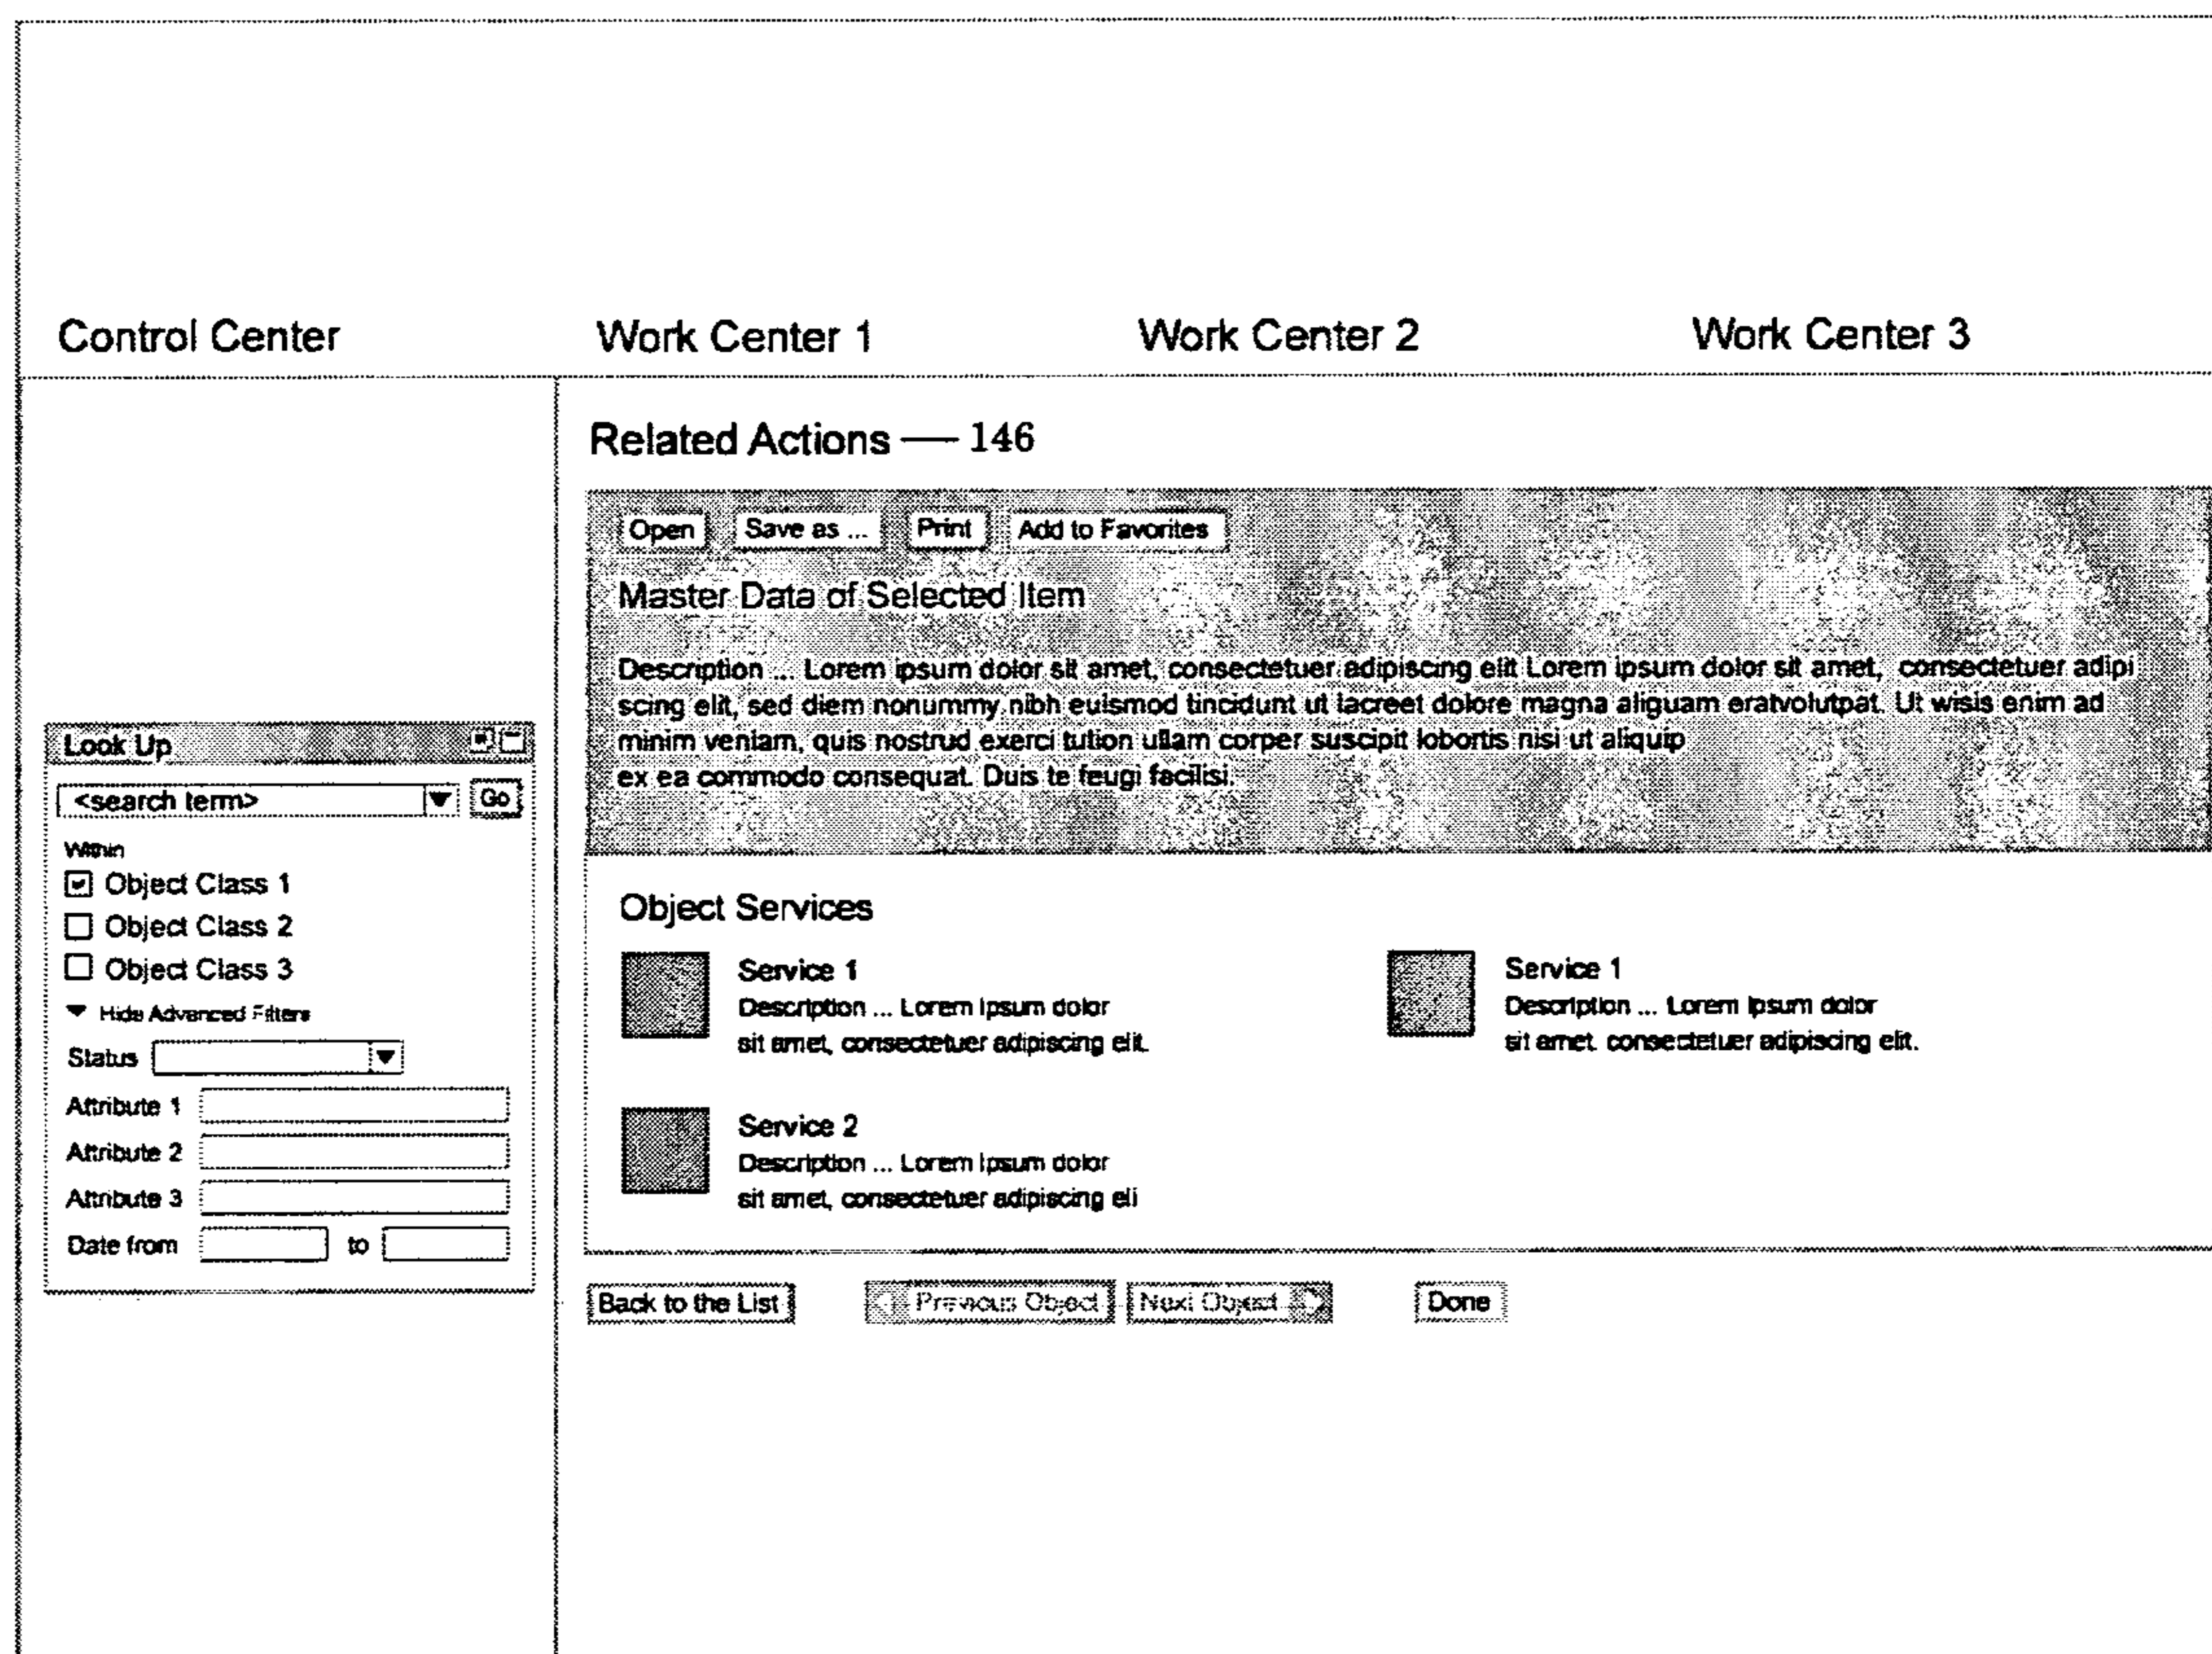 Control Center Work Center 1 Work Center 2 Work Center 3
Related Actions — 146
Open Save as ... Print Add to Favorites
Master Data of Selected Item
Description ... Lorem ipsum dolor sit amet, consectetuer adipiscing elit Lorem ipsum dolor sit amet, consectetuer adipi
scing elit, sed diem nonummy nibh euismod tincidunt ut lacreet dolore magna aliguam eratvolutpat. Ut wisis enim ad
minim veniam, quis nostrud exerci tution ullam corper suscipit lobortis nisi ut aliquip
ex ea commodo consequat. Duis te feugi facilisi.
Look Up
<search term> Go
Within
Object Class 1
Object Class 2
Object Class 3
Hide Advanced Filters
Status
Attribute 1
Attribute 2
Attribute 3
Date from to
Object Services
Service 1
Description ... Lorem ipsum dolor
sit amet, consectetuer adipiscing elit.
Service 1
Description ... Lorem ipsum dolor
sit amet. consectetuer adipiscing elit.
Service 2
Description ... Lorem ipsum dolor
sit amet, consectetuer adipiscing eli
Back to the List Previous Object Next Object Done